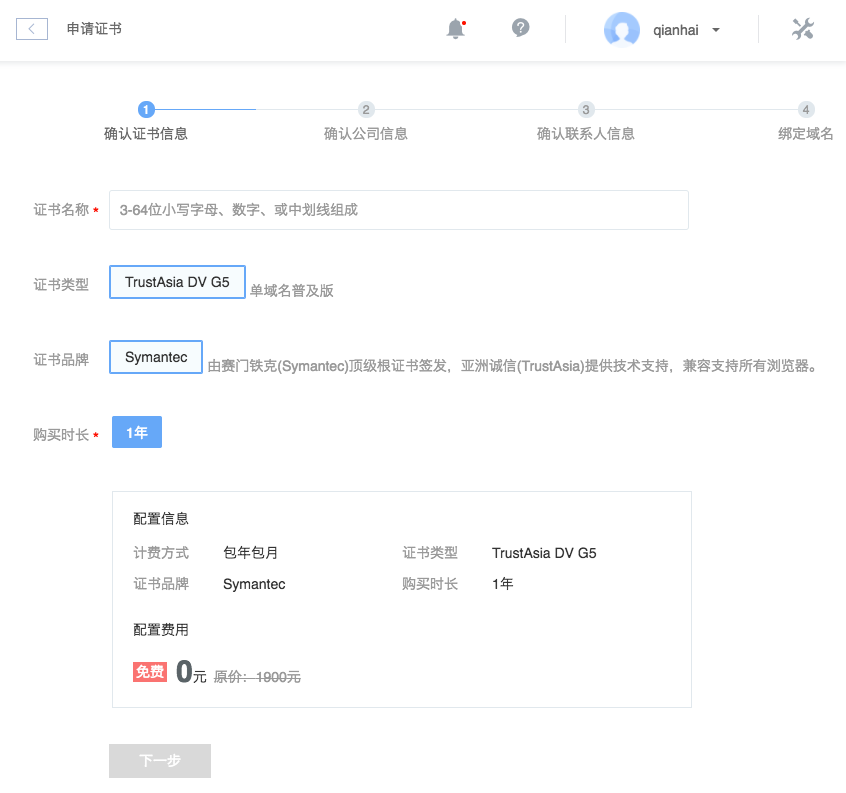 申请证书
qianhai
1 2 3 4
确认证书信息 确认公司信息 确认联系人信息 绑定域名
证书名称 * 3-64位小写字母、数字、或中划线组成
证书类型 TrustAsia DV G5 单域名普及版
证书品牌 Symantec 由赛门铁克(Symantec)顶级根证书签发，亚洲诚信(TrustAsia)提供技术支持，兼容支持所有浏览器。
购买时长 * 1年
配置信息
计费方式 包年包月 证书类型 TrustAsia DV G5
证书品牌 Symantec 购买时长 1年
配置费用
免费 0元 原价：1900元
下一步